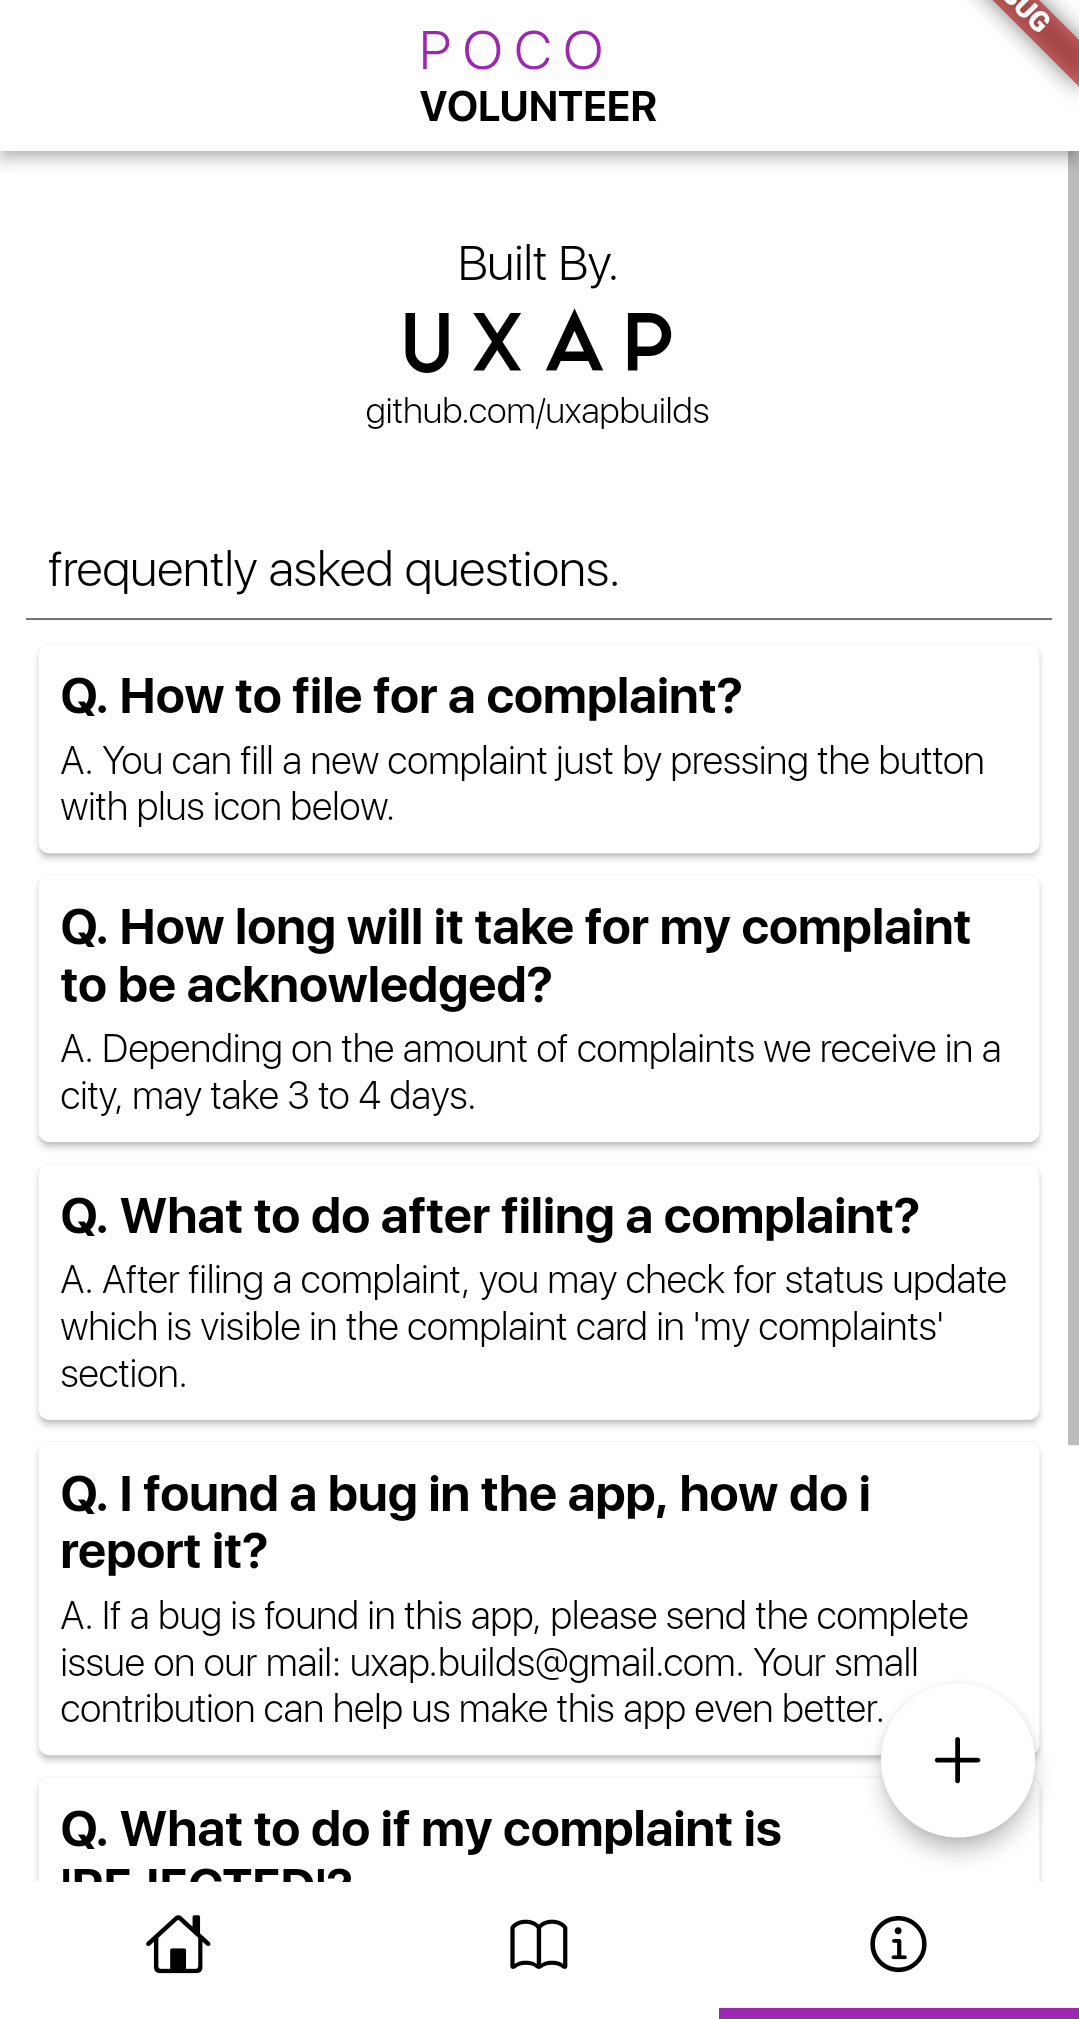 POCO
VOLUNTEER
Built By.
UXAP
github.com/uxapbuilds
frequently asked questions.
Q. How to file for a complaint?
A. You can fill a new complaint just by pressing the button
with plus icon below.
Q. How long will it take for my complaint
to be acknowledged?
A. Depending on the amount of complaints we receive in a
city, may take 3 to 4 days.
Q. What to do after filing a complaint?
A. After filing a complaint, you may check for status update
which is visible in the complaint card in 'my complaints'
section.
Q. I found a bug in the app, how do i
report it?
A. If a bug is found in this app, please send the complete
issue on our mail: uxap.builds@gmail.com. Your small
contribution can help us make this app even better.
Q. What to do if my complaint is
'REJECTED'?